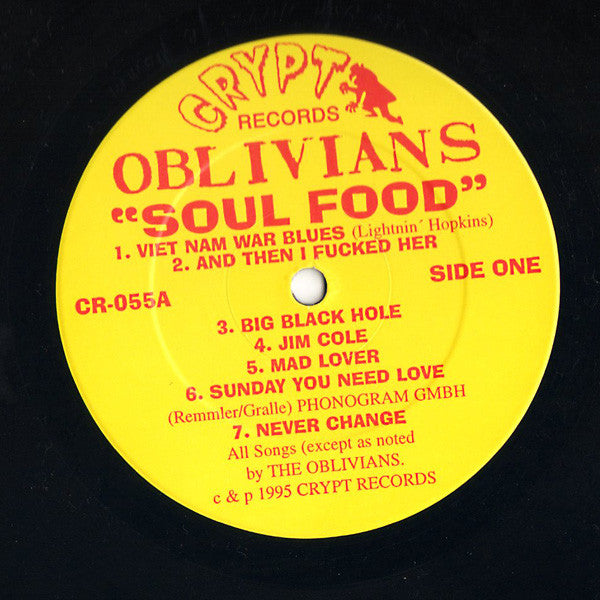 CRYPT
RECORDS
OBLIVIANS
“SOUL FOOD”
1. VIET NAM WAR BLUES (Lightnin´ Hopkins)
2. AND THEN I FUCKED HER
CR-055A
SIDE ONE
3. BIG BLACK HOLE
4. JIM COLE
5. MAD LOVER
6. SUNDAY YOU NEED LOVE
(Remmler/Gralle) PHONOGRAM GMBH
7. NEVER CHANGE
All Songs (except as noted
by THE OBLIVIANS.
c & p 1995 CRYPT RECORDS